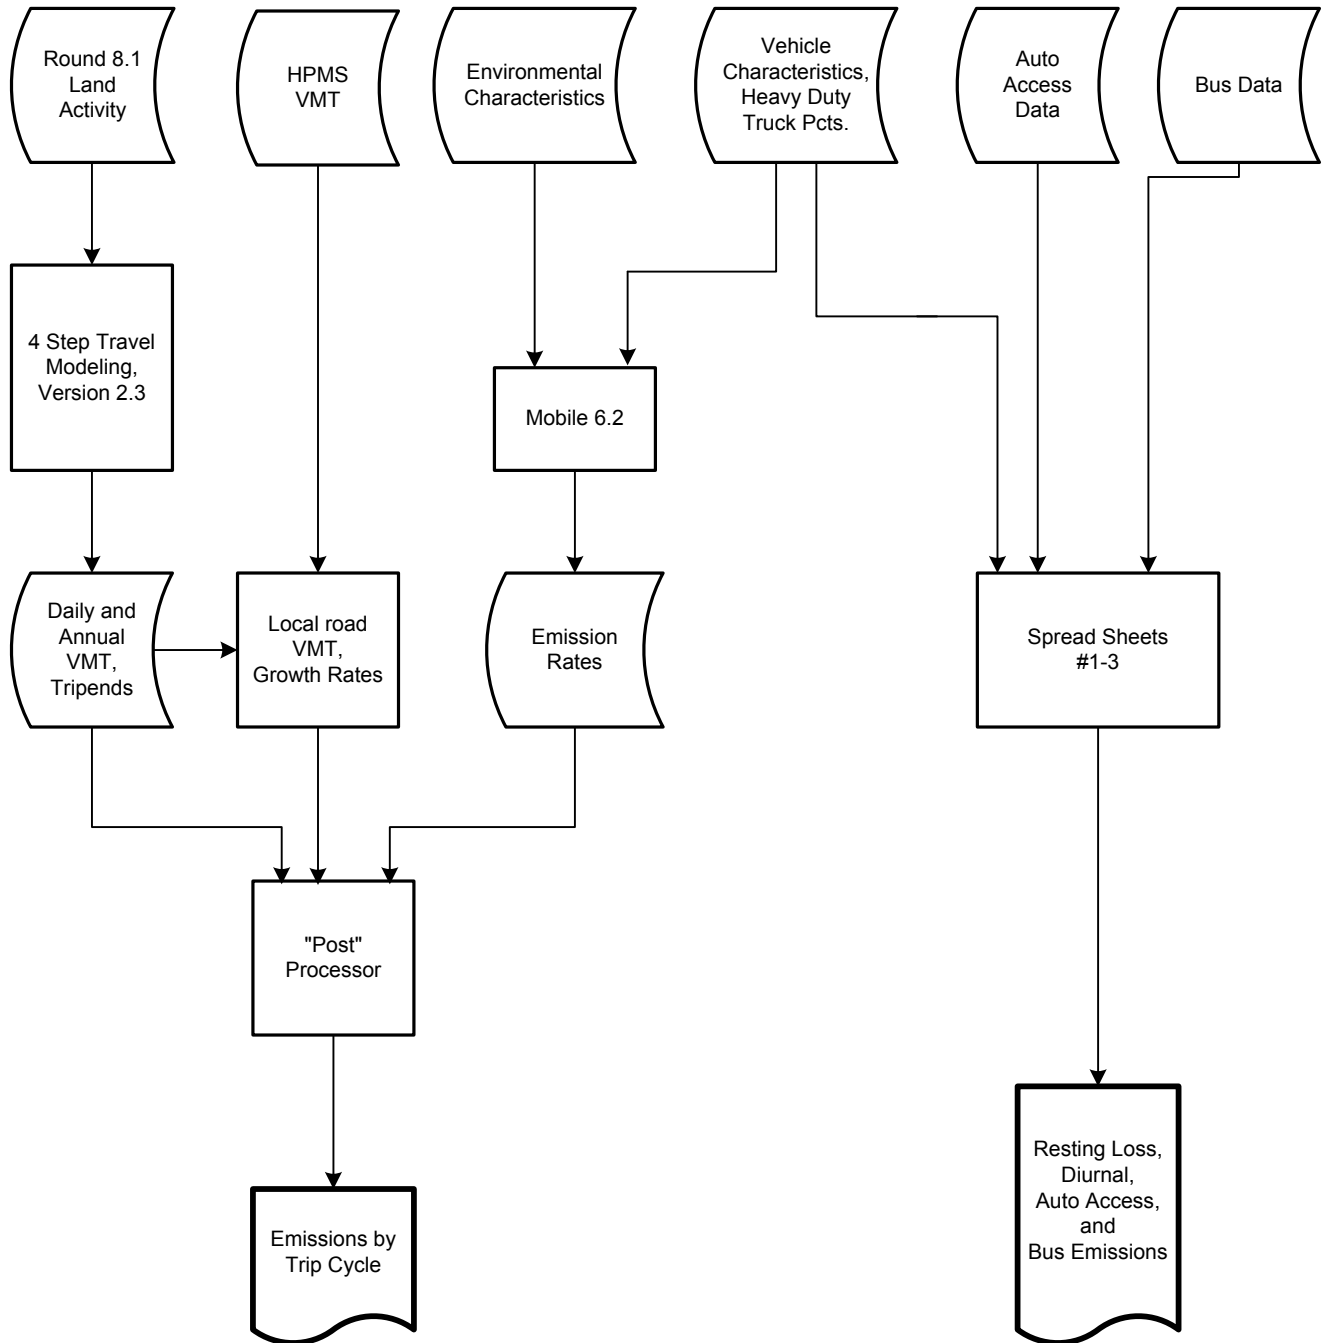 Round 8.1
Land
Activity
HPMS
VMT
Environmental
Characteristics
Vehicle
Characteristics,
Heavy Duty
Truck Pcts.
Auto
Access
Data
Bus Data
4 Step Travel
Modeling,
Version 2.3
Mobile 6.2
Daily and
Annual
VMT,
Tripends
Local road
VMT,
Growth Rates
Emission
Rates
Spread Sheets
#1-3
"Post"
Processor
Emissions by
Trip Cycle
Resting Loss,
Diurnal,
Auto Access,
and
Bus Emissions